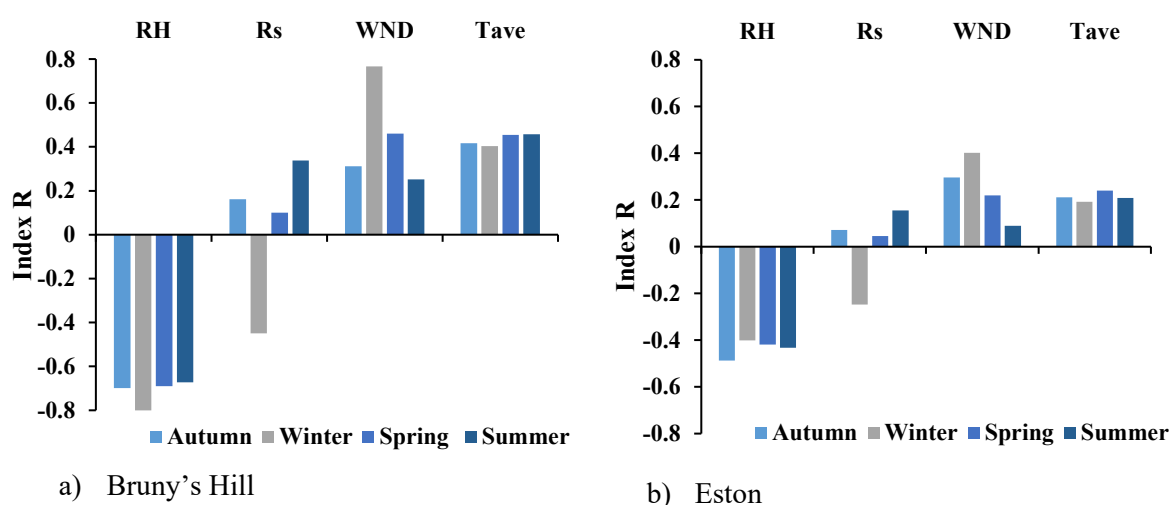 RH Rs WND Tave
0.8
0.6
0.4
0.2
0
-0.2
-0.4
-0.6
-0.8
Index R
Autumn Winter Spring Summer
a) Bruny’s Hill
RH Rs WND Tave
0.8
0.6
0.4
0.2
0
-0.2
-0.4
-0.6
-0.8
Index R
Autumn Winter Spring Summer
b) Eston